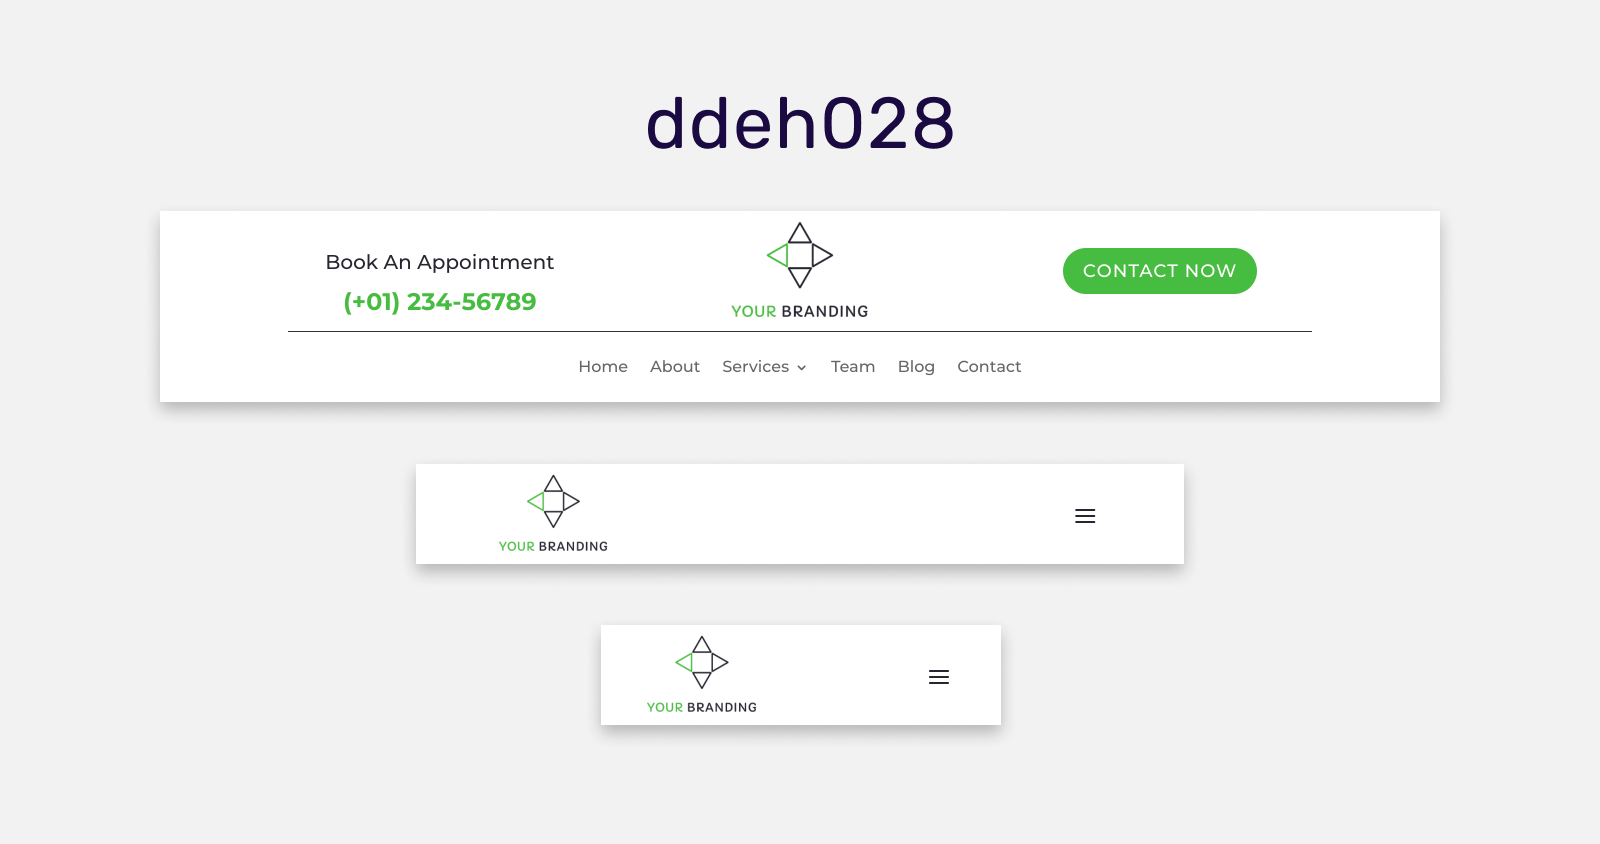 ddeh028
Book An Appointment
(+01) 234-56789
YOUR BRANDING
CONTACT NOW
Home About Services Team Blog Contact
YOUR BRANDING
YOUR BRANDING